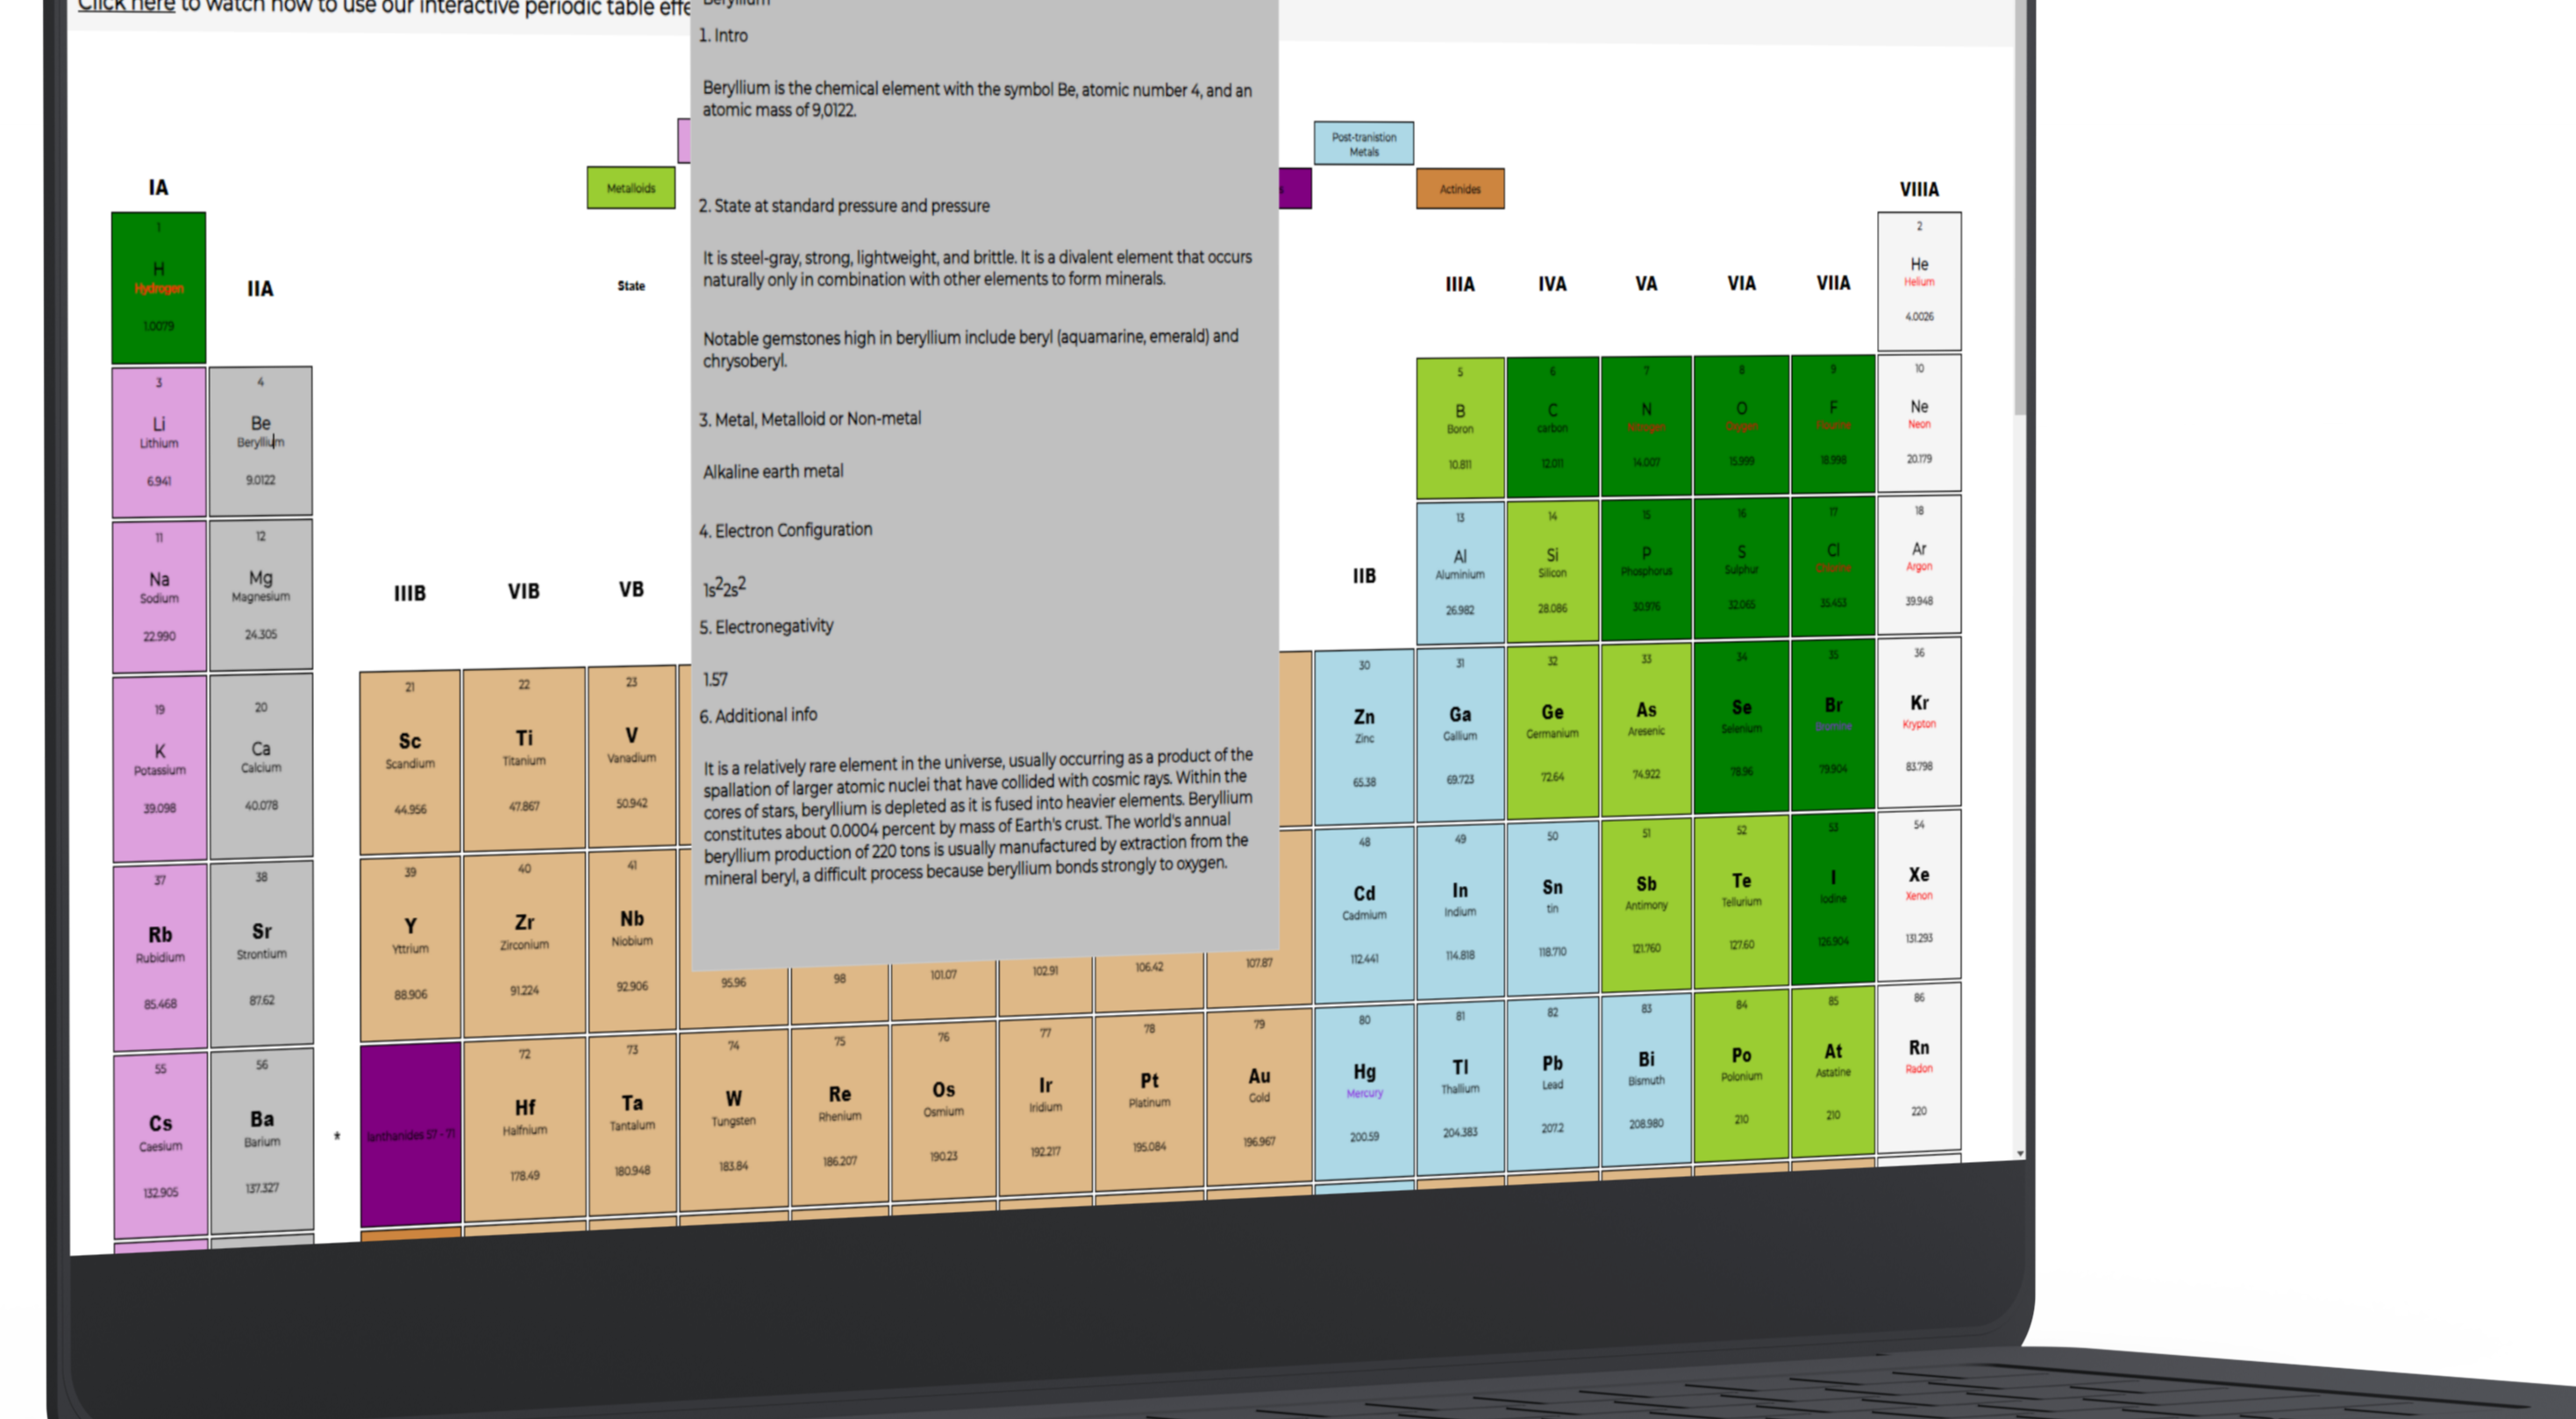 Click here to watch how to use our interactive periodic table effe
Beryllium
1. Intro
Beryllium is the chemical element with the symbol Be, atomic number 4, and an
atomic mass of 9,0122.
2. State at standard pressure and pressure
It is steel-gray, strong, lightweight, and brittle. It is a divalent element that occurs
naturally only in combination with other elements to form minerals.
Notable gemstones high in beryllium include beryl (aquamarine, emerald) and
chrysoberyl.
3. Metal, Metalloid or Non-metal
Alkaline earth metal
4. Electron Configuration
1s²2s²
5. Electronegativity
1.57
6. Additional info
It is a relatively rare element in the universe, usually occurring as a product of the
spallation of larger atomic nuclei that have collided with cosmic rays. Within the
cores of stars, beryllium is depleted as it is fused into heavier elements. Beryllium
constitutes about 0.0004 percent by mass of Earth's crust. The world's annual
beryllium production of 220 tons is usually manufactured by extraction from the
mineral beryl, a difficult process because beryllium bonds strongly to oxygen.
Post-tranistion
Metals
Metalloids
s
Actinides
IA
VIIIA
IIA
State
IIIA
IVA
VA
VIA
VIIA
1
H
Hydrogen
1.0079
2
He
Helium
4.0026
3
Li
Lithium
6.941
4
Be
Beryllium
9.0122
5
B
Boron
10.811
6
C
carbon
12.011
7
N
Nitrogen
14.007
8
O
Oxygen
15.999
9
F
18.998
10
Ne
Neon
20.179
11
Na
Sodium
22.990
12
Mg
Magnesium
24.305
IIIB
VIB
VB
IIB
13
Al
Aluminium
26.982
14
Si
Silicon
28.086
15
P
Phosphorus
30.976
16
S
Sulphur
32.065
17
Cl
Chlorine
35.453
18
Ar
Argon
39.948
19
K
Potassium
39.098
20
Ca
Calcium
40.078
21
Sc
Scandium
44.956
22
Ti
Titanium
47.867
23
V
Vanadium
50.942
30
Zn
Zinc
65.38
31
Ga
Gallium
69.723
32
Ge
Germanium
72.64
33
As
Aresenic
74.922
34
Se
Selenium
78.96
35
Br
Bromine
79.904
36
Kr
Krypton
83.798
37
Rb
Rubidium
85.468
38
Sr
Strontium
87.62
39
Y
Yttrium
88.906
40
Zr
Zirconium
91.224
41
Nb
Niobium
92.906
95.96
98
101.07
102.91
106.42
107.87
48
Cd
Cadmium
112.441
49
In
Indium
114.818
50
Sn
tin
118.710
51
Sb
Antimony
121.760
52
Te
Tellurium
127.60
53
I
Iodine
126.904
54
Xe
Xenon
131.293
55
Cs
Caesium
132.905
56
Ba
Barium
137.327
*
lanthanides 57 - 71
72
Hf
Halfnium
178.49
73
Ta
Tantalum
180.948
74
W
Tungsten
183.84
75
Re
Rhenium
186.207
76
Os
Osmium
190.23
77
Ir
Iridium
192.217
78
Pt
Platinum
195.084
79
Au
Gold
196.967
80
Hg
Mercury
200.59
81
Tl
Thallium
204.383
82
Pb
Lead
207.2
83
Bi
Bismuth
208.980
84
Po
Polonium
210
85
At
Astatine
210
86
Rn
Radon
220